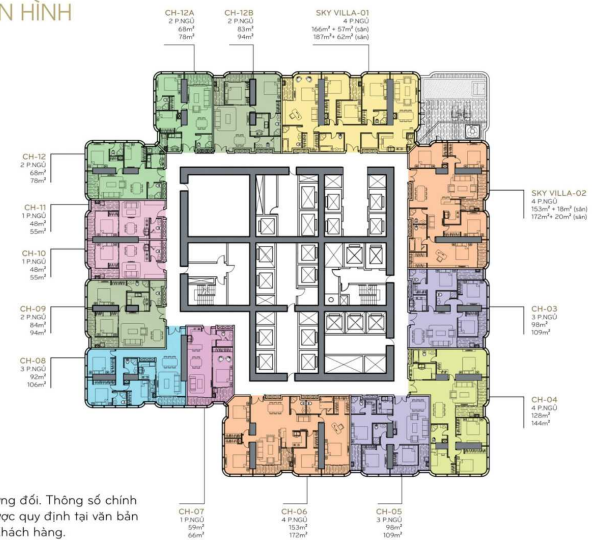 N HÌNH
CH-12A
2 P.NGỦ
68m²
78m²
CH-12B
2 P.NGỦ
83m²
94m²
SKY VILLA-01
4 P.NGỦ
166m² + 57m² (sân)
187m² + 62m² (sân)
CH-12
2 P.NGỦ
68m²
78m²
CH-11
1 P.NGỦ
48m²
55m²
CH-10
1 P.NGỦ
48m²
55m²
CH-09
2 P.NGỦ
84m²
94m²
CH-08
3 P.NGỦ
92m²
106m²
SKY VILLA-02
4 P.NGỦ
153m² + 18m² (sân)
172m² + 20m² (sân)
CH-03
3 P.NGỦ
98m²
109m²
CH-04
4 P.NGỦ
128m²
144m²
CH-07
1 P.NGỦ
59m²
66m²
CH-06
4 P.NGỦ
153m²
172m²
CH-05
3 P.NGỦ
98m²
109m²
ng đối. Thông số chính
ợc quy định tại văn bản
hách hàng.